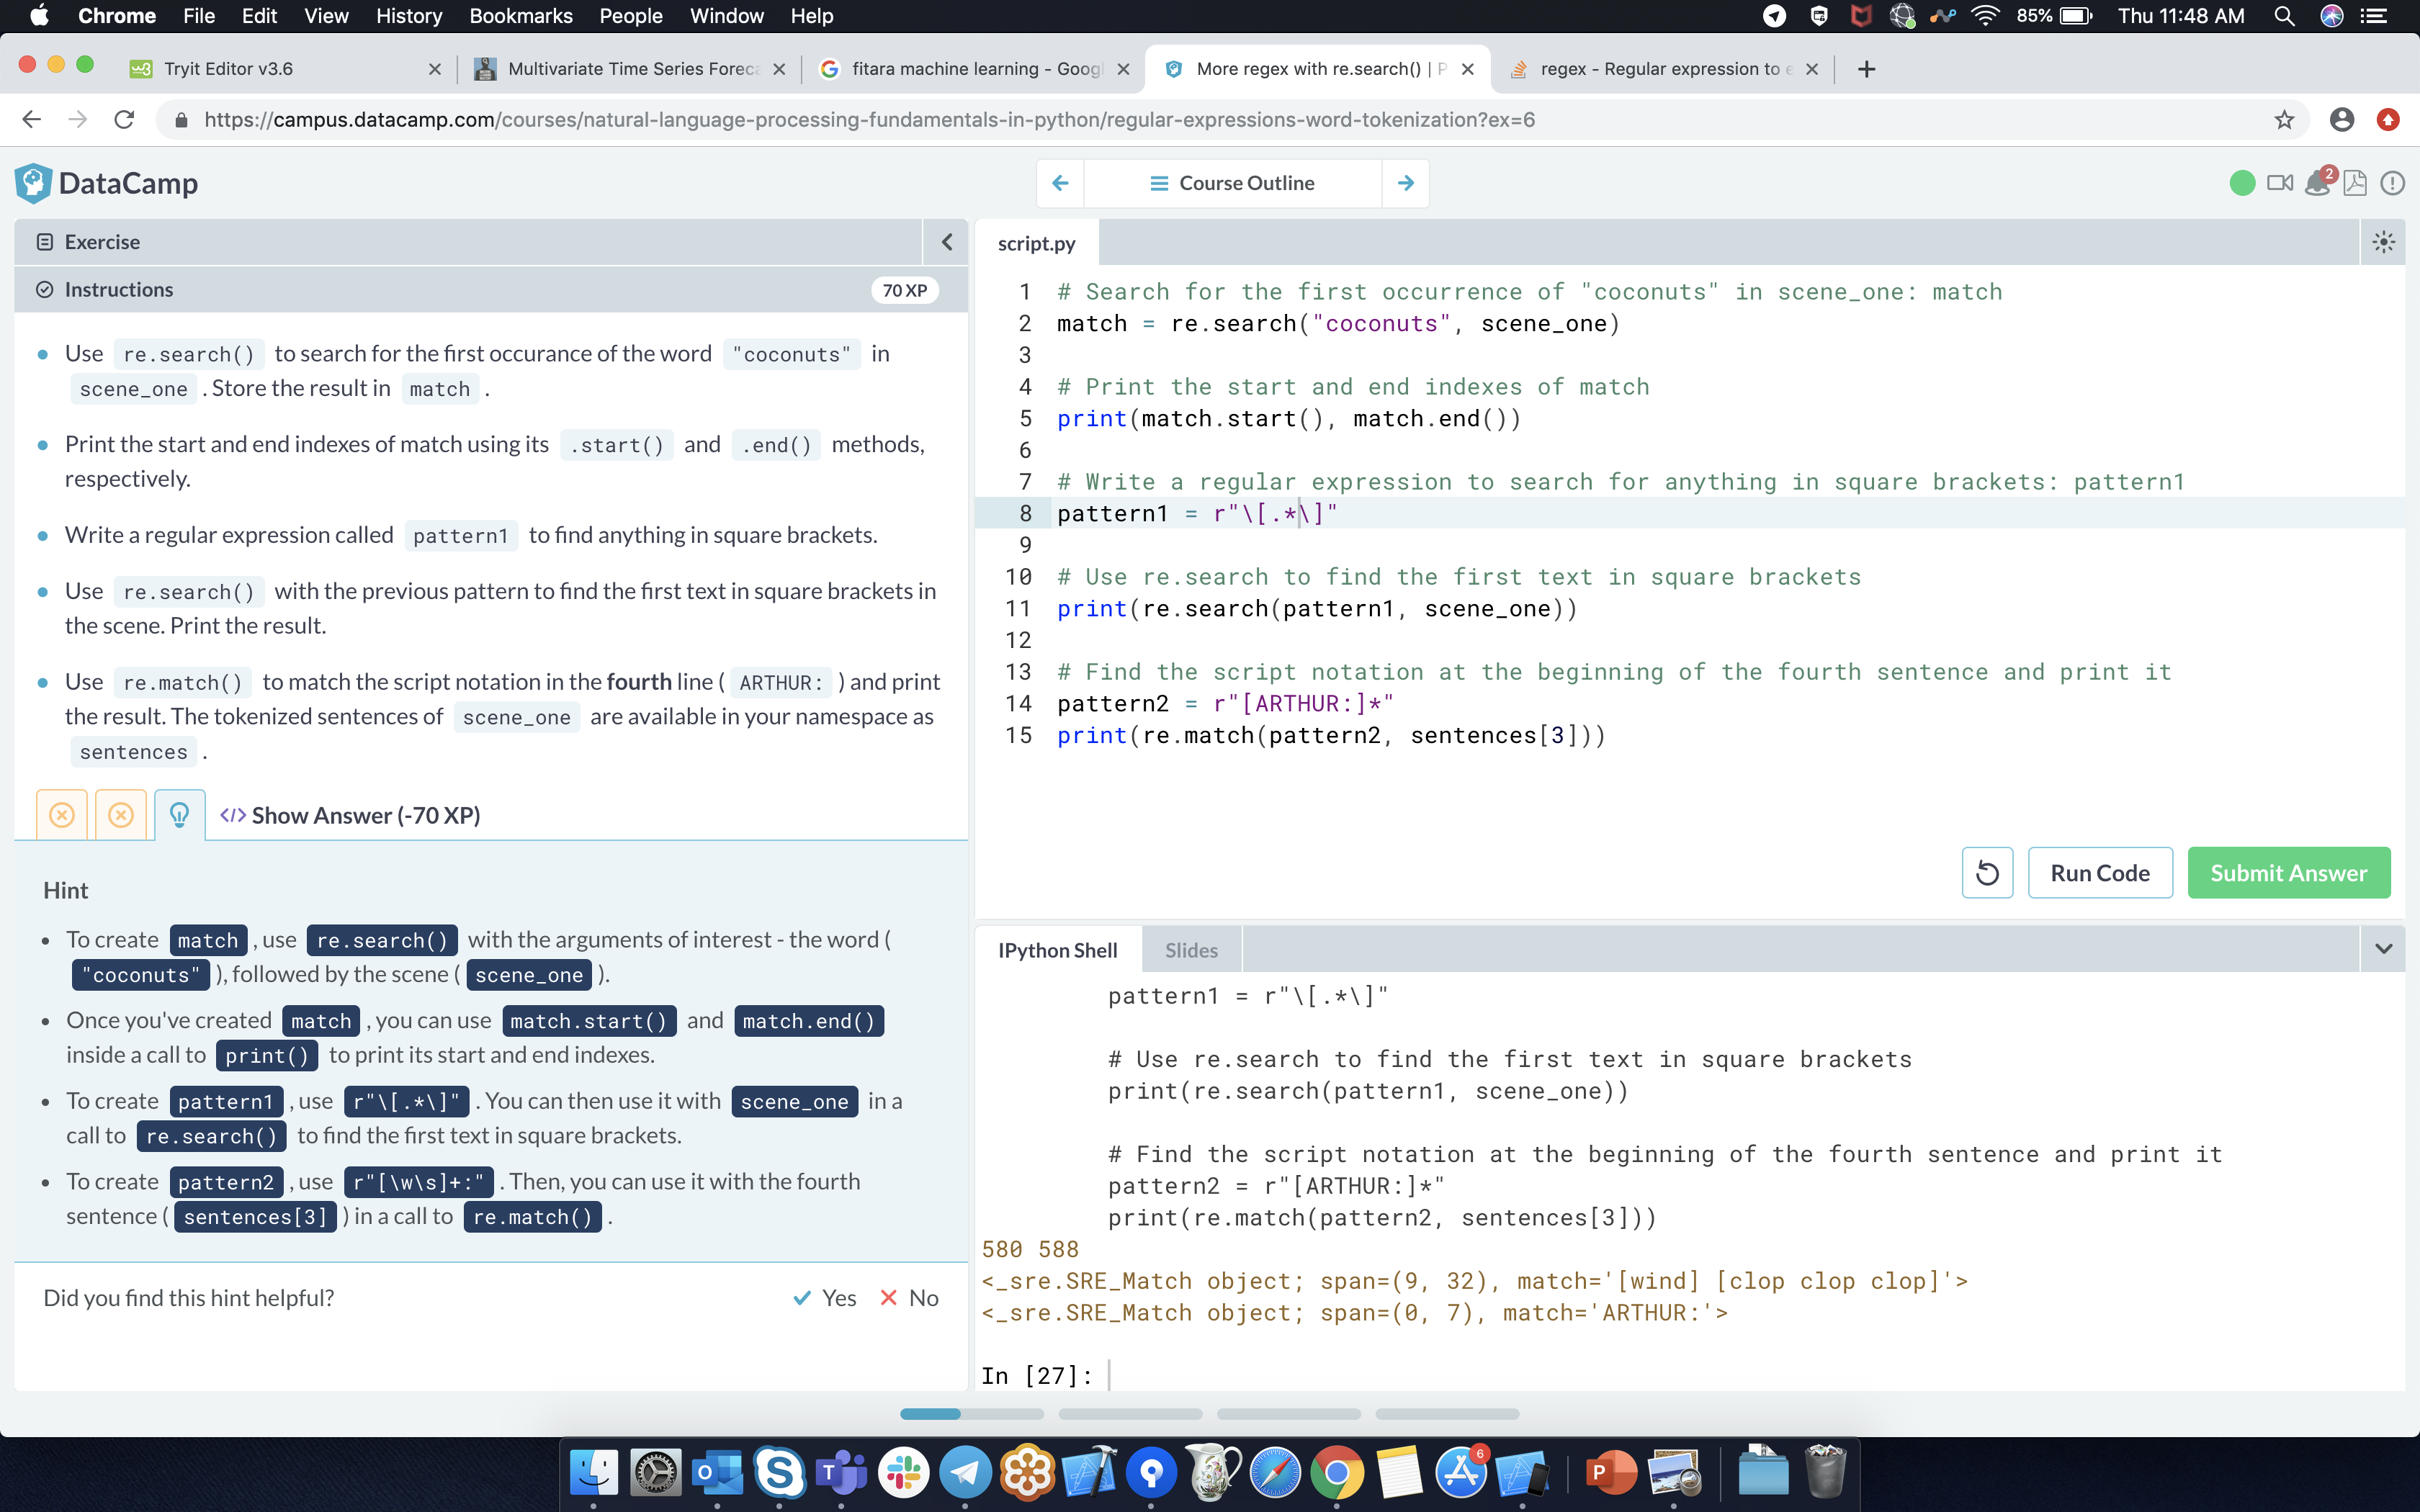 Chrome File Edit View History Bookmarks People Window Help 85% Thu 11:48 AM
Tryit Editor v3.6
Multivariate Time Series Foreca
fitara machine learning - Goog
More regex with re.search() | P
regex - Regular expression to e
https://campus.datacamp.com/courses/natural-language-processing-fundamentals-in-python/regular-expressions-word-tokenization?ex=6
DataCamp
Course Outline
2
Exercise
Instructions
70 XP
Use re.search() to search for the first occurance of the word "coconuts" in
scene_one . Store the result in match .
Print the start and end indexes of match using its .start() and .end() methods,
respectively.
Write a regular expression called pattern1 to find anything in square brackets.
Use re.search() with the previous pattern to find the first text in square brackets in
the scene. Print the result.
Use re.match() to match the script notation in the fourth line ( ARTHUR: ) and print
the result. The tokenized sentences of scene_one are available in your namespace as
sentences .
</> Show Answer (-70 XP)
Hint
To create match , use re.search() with the arguments of interest - the word (
"coconuts" ), followed by the scene ( scene_one ).
Once you've created match , you can use match.start() and match.end()
inside a call to print() to print its start and end indexes.
To create pattern1 , use r"\[.*\]" . You can then use it with scene_one in a
call to re.search() to find the first text in square brackets.
To create pattern2 , use r"[\w\s]+:" . Then, you can use it with the fourth
sentence ( sentences[3] ) in a call to re.match() .
Did you find this hint helpful?
Yes No
script.py
1 # Search for the first occurrence of "coconuts" in scene_one: match
2 match = re.search("coconuts", scene_one)
3
4 # Print the start and end indexes of match
5 print(match.start(), match.end())
6
7 # Write a regular expression to search for anything in square brackets: pattern1
8 pattern1 = r"\[.*\]"
9
10 # Use re.search to find the first text in square brackets
11 print(re.search(pattern1, scene_one))
12
13 # Find the script notation at the beginning of the fourth sentence and print it
14 pattern2 = r"[ARTHUR:]*"
15 print(re.match(pattern2, sentences[3]))
Run Code
Submit Answer
IPython Shell
Slides
pattern1 = r"\[.*\]"
# Use re.search to find the first text in square brackets
print(re.search(pattern1, scene_one))
# Find the script notation at the beginning of the fourth sentence and print it
pattern2 = r"[ARTHUR:]*"
print(re.match(pattern2, sentences[3]))
580 588
<_sre.SRE_Match object; span=(9, 32), match='[wind] [clop clop clop]'>
<_sre.SRE_Match object; span=(0, 7), match='ARTHUR:'>
In [27]:
6